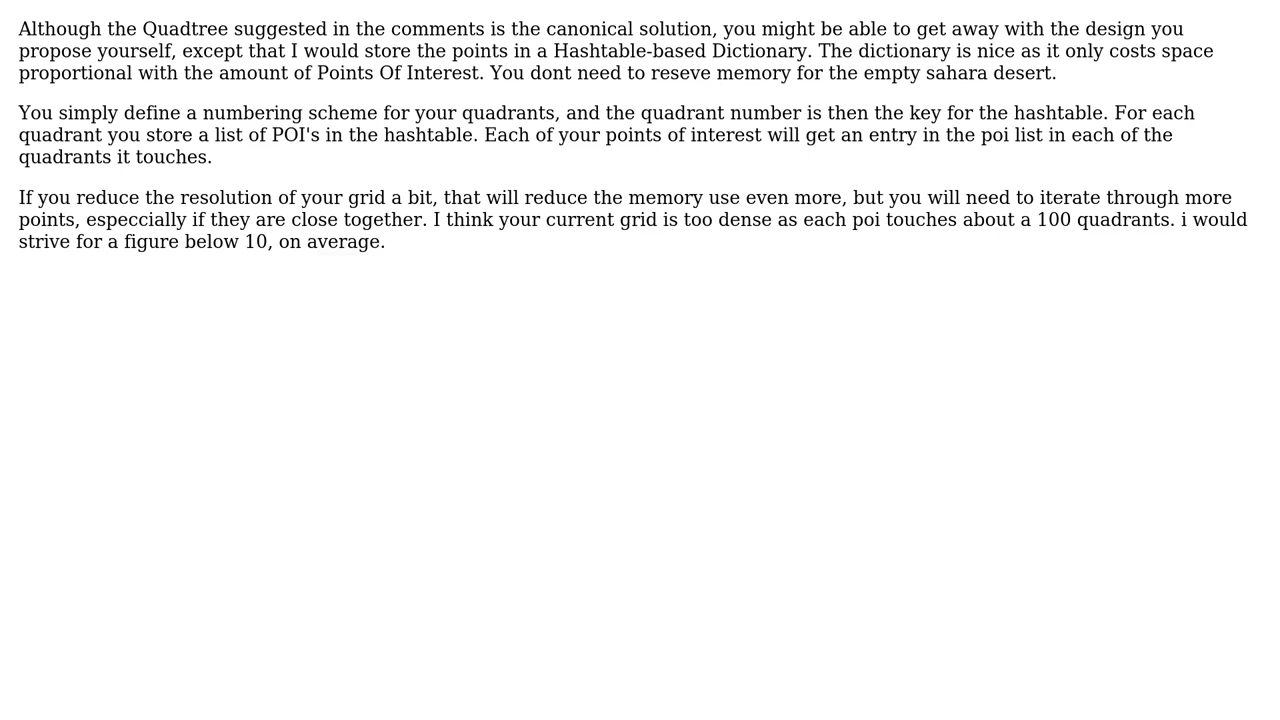 Although the Quadtree suggested in the comments is the canonical solution, you might be able to get away with the design you
propose yourself, except that I would store the points in a Hashtable-based Dictionary. The dictionary is nice as it only costs space
proportional with the amount of Points Of Interest. You dont need to reseve memory for the empty sahara desert.
You simply define a numbering scheme for your quadrants, and the quadrant number is then the key for the hashtable. For each
quadrant you store a list of POI's in the hashtable. Each of your points of interest will get an entry in the poi list in each of the
quadrants it touches.
If you reduce the resolution of your grid a bit, that will reduce the memory use even more, but you will need to iterate through more
points, especcially if they are close together. I think your current grid is too dense as each poi touches about a 100 quadrants. i would
strive for a figure below 10, on average.